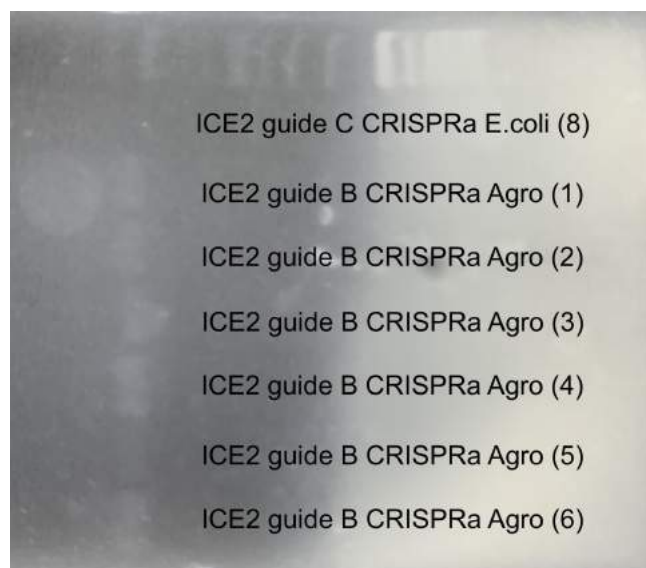 ICE2 guide C CRISPRa E.coli (8)
ICE2 guide B CRISPRa Agro (1)
ICE2 guide B CRISPRa Agro (2)
ICE2 guide B CRISPRa Agro (3)
ICE2 guide B CRISPRa Agro (4)
ICE2 guide B CRISPRa Agro (5)
ICE2 guide B CRISPRa Agro (6)